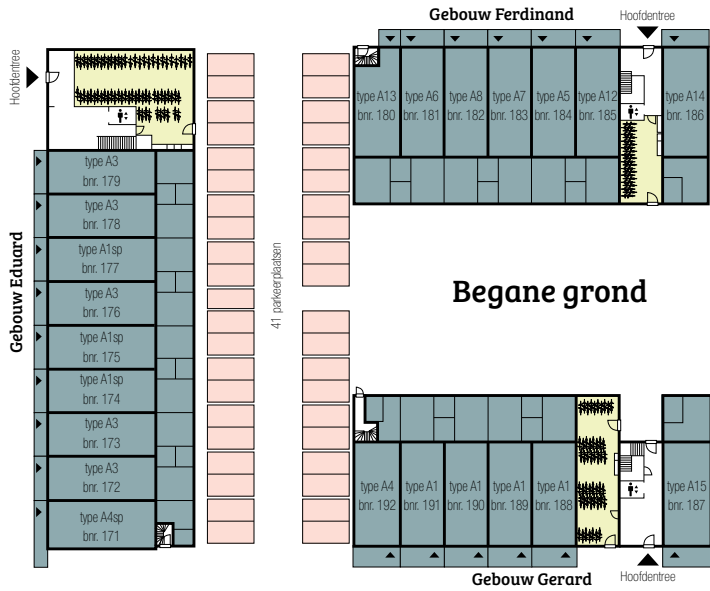 Gebouw Ferdinand
Hoofdentree
Hoofdentree
type A13
bnr. 180
type A6
bnr. 181
type A8
bnr. 182
type A7
bnr. 183
type A5
bnr. 184
type A12
bnr. 185
type A14
bnr. 186
Gebouw Eduard
type A3
bnr. 179
type A3
bnr. 178
type A1sp
bnr. 177
type A3
bnr. 176
type A1sp
bnr. 175
type A1sp
bnr. 174
type A3
bnr. 173
type A3
bnr. 172
type A4sp
bnr. 171
41 parkeerplaatsen
Begane grond
type A4
bnr. 192
type A1
bnr. 191
type A1
bnr. 190
type A1
bnr. 189
type A1
bnr. 188
type A15
bnr. 187
Gebouw Gerard
Hoofdentree